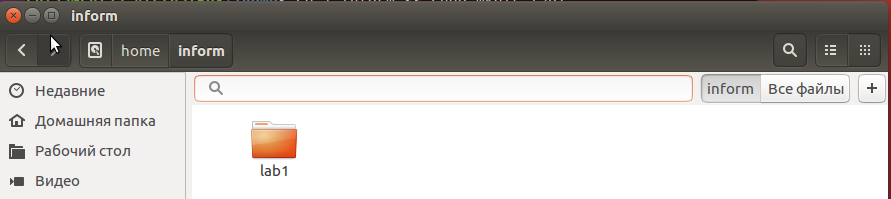 inform
home inform
inform Все файлы
Недавние
Домашняя папка
Рабочий стол
Видео
lab1